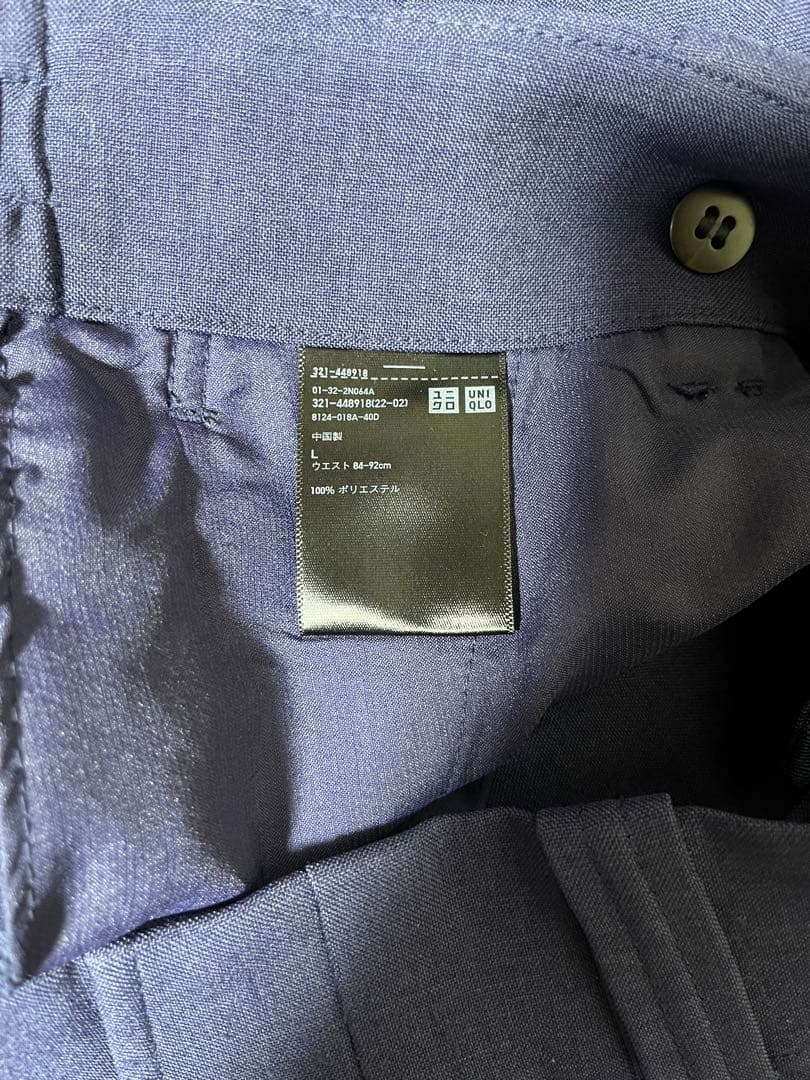 321-448918
01-32-2N064A
321-448918(22-02)
8124-018A-40D
ユニ
クロ
UNI
QLO
中国製
L
ウエスト 84-92cm
100% ポリエステル